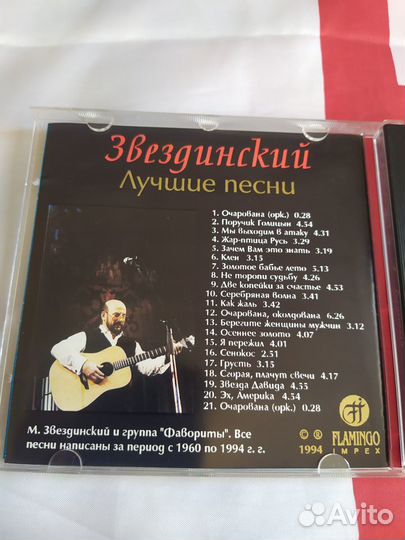 Звездинский
Лучшие песни
1. Очарована (орк.) 0.28
2. Поручик Голицын 4.54
3. Мы выходим в атаку 4.31
4. Жар-птица Русь 3.29
5. Зачем Вам это знать 3.19
6. Клен 3.15
7. Золотое бабье лето 5.13
8. Не торопи судьбу 4.26
9. Две копейки за счастье 4.53
10. Серебряная волна 3.41
11. Как жаль 3.42
12. Очарована, околдована 6.26
13. Берегите женщины мужчин 3.12
14. Осеннее золото 4.07
15. Я пережил 4.01
16. Сенокос 2.51
17. Грусть 3.15
18. Сгорая, плачут свечи 4.17
19. Звезда Давида 4.55
20. Эх, Америка 4.54
21. Очарована (орк.) 0.28
М. Звездинский и группа "Фавориты". Все
песни написаны за период с 1960 по 1994 г. г.
© ®
1994
FLAMINGO
IMPEX
Avito